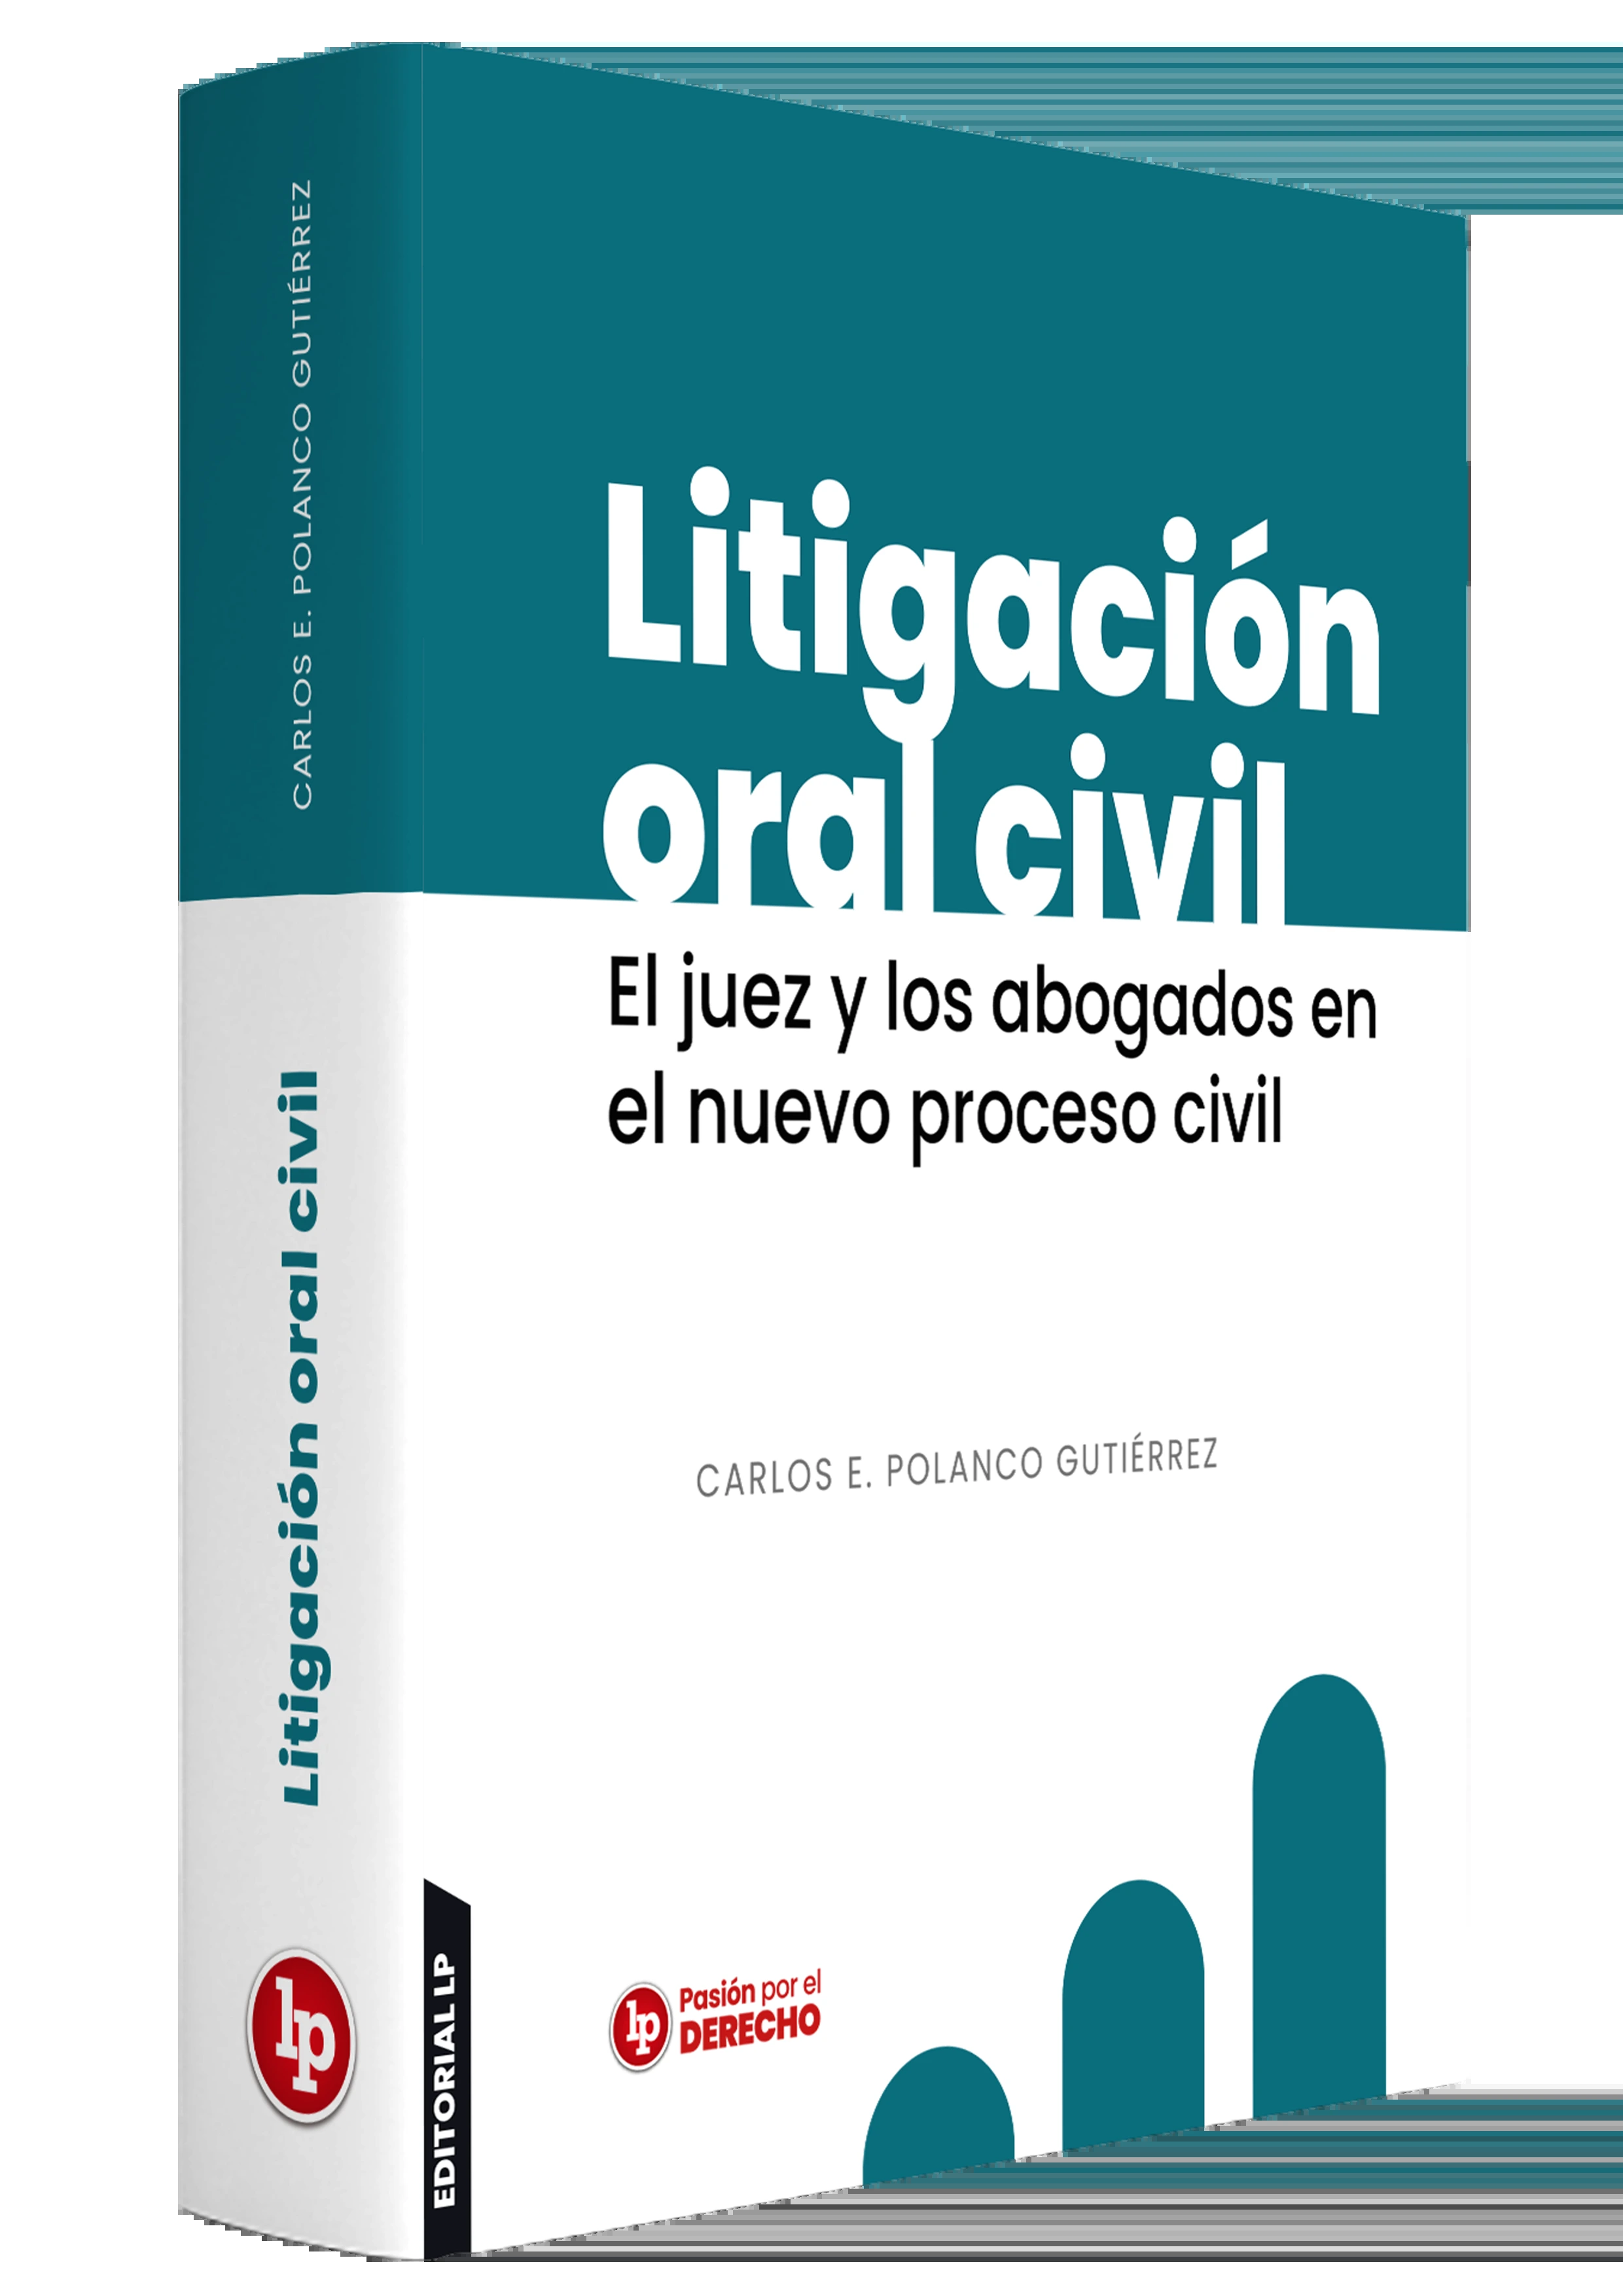 CARLOS E. POLANCO GUTIÉRREZ
Litigación oral civil
lp
EDITORIAL LP
Litigación
oral civil
El juez y los abogados en
el nuevo proceso civil
CARLOS E. POLANCO GUTIÉRREZ
lp
Pasión por el
DERECHO